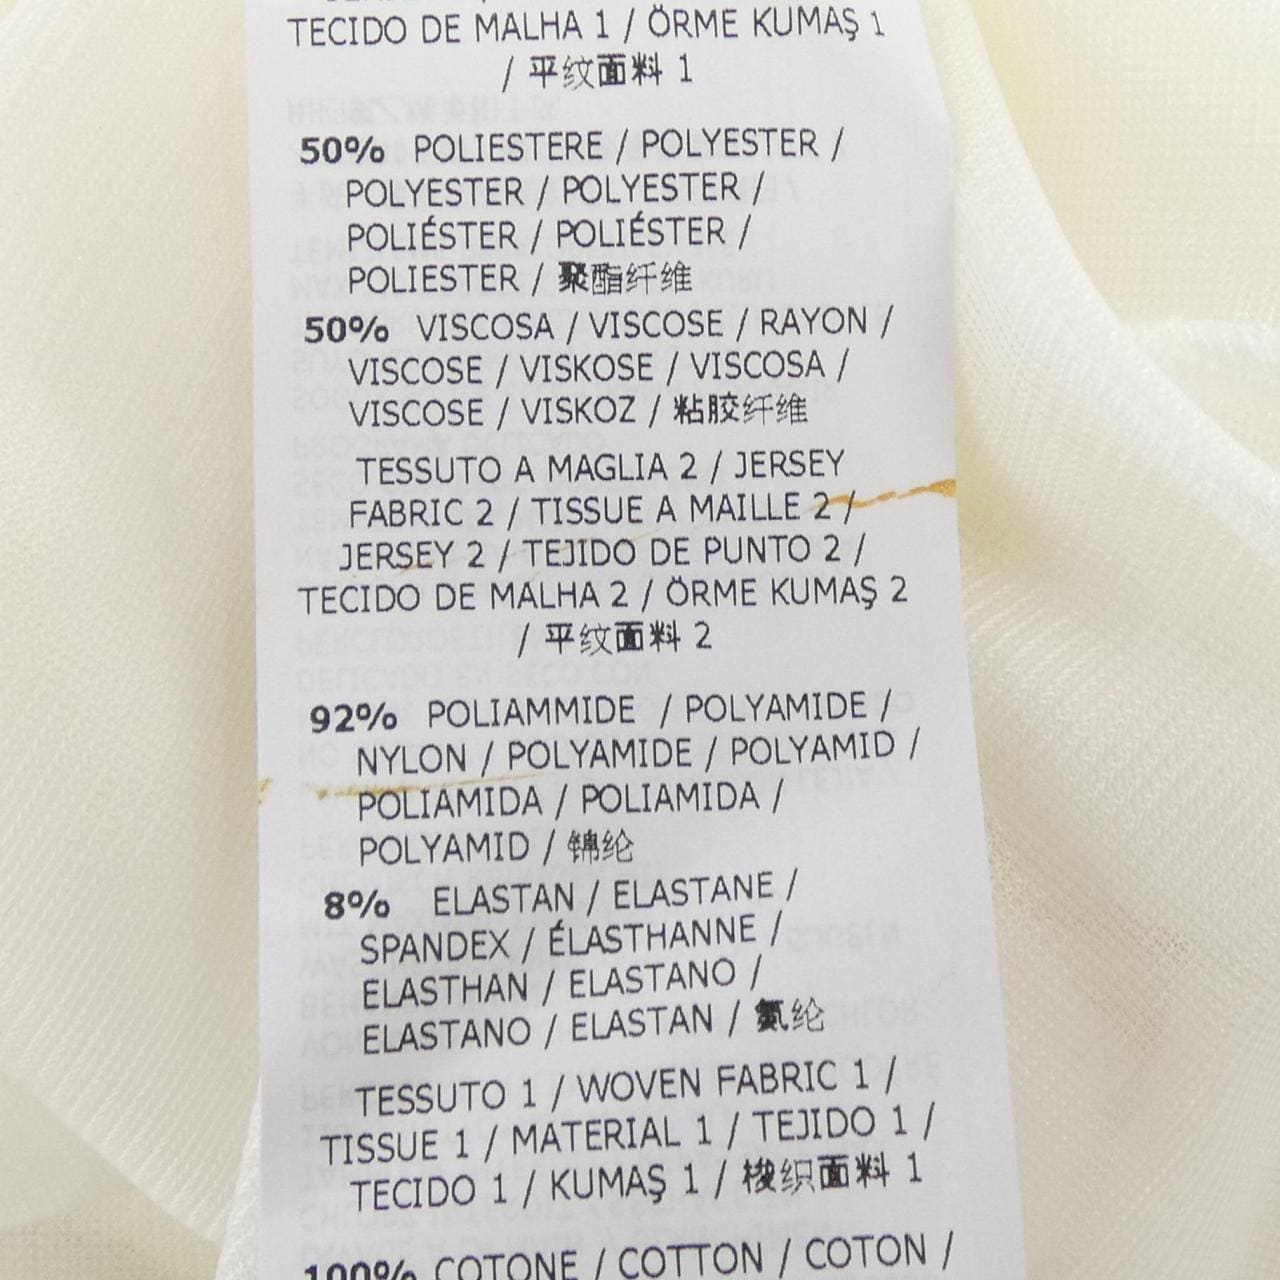 TECIDO DE MALHA 1 / ÖRME KUMAŞ 1
/ 平纹面料 1
50% POLIESTERE / POLYESTER /
POLYESTER / POLYESTER /
POLIÉSTER / POLIÉSTER /
POLIESTER / 聚酯纤维
50% VISCOSA / VISCOSE / RAYON /
VISCOSE / VISKOSE / VISCOSA /
VISCOSE / VISKOZ / 粘胶纤维
TESSUTO A MAGLIA 2 / JERSEY
FABRIC 2 / TISSUE A MAILLE 2 /
JERSEY 2 / TEJIDO DE PUNTO 2 /
TECIDO DE MALHA 2 / ÖRME KUMAŞ 2
/ 平纹面料 2
92% POLIAMMIDE / POLYAMIDE /
NYLON / POLYAMIDE / POLYAMID /
POLIAMIDA / POLIAMIDA /
POLYAMID / 锦纶
8% ELASTAN / ELASTANE /
SPANDEX / ÉLASTHANNE /
ELASTHAN / ELASTANO /
ELASTANO / ELASTAN / 氨纶
TESSUTO 1 / WOVEN FABRIC 1 /
TISSUE 1 / MATERIAL 1 / TEJIDO 1 /
TECIDO 1 / KUMAŞ 1 / 梭织面料 1
100% COTONE / COTTON / COTON /